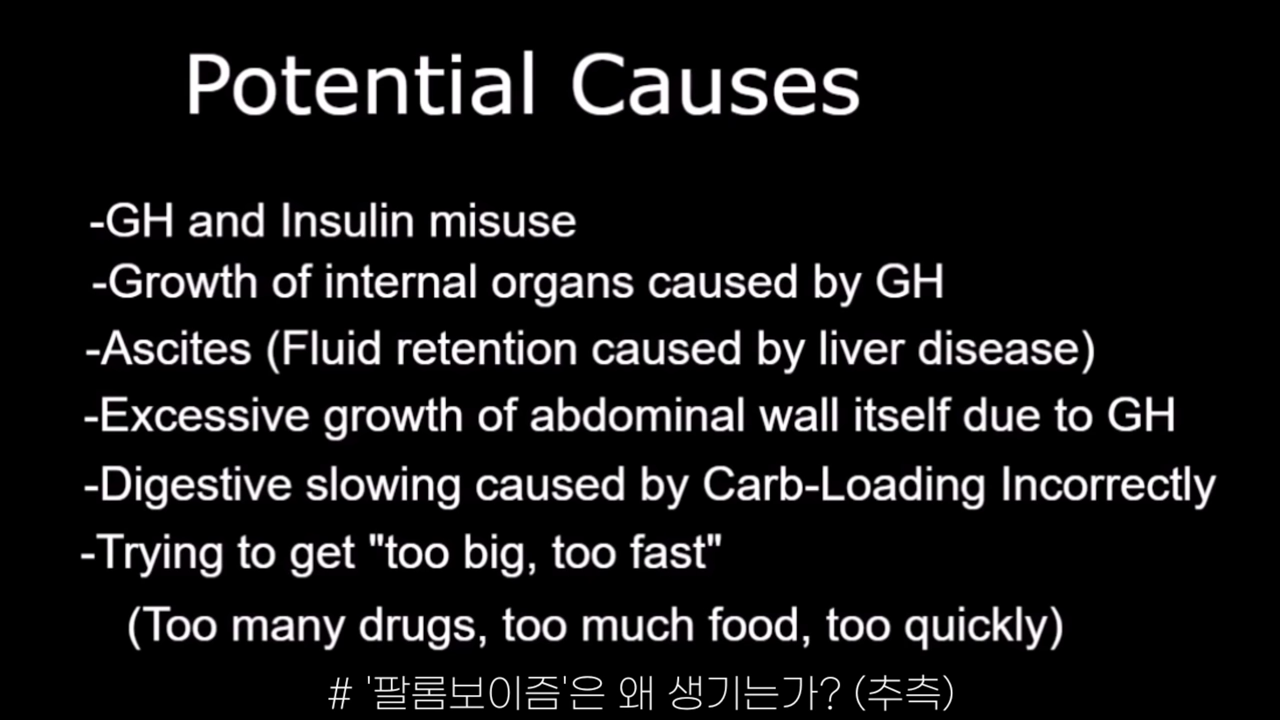 Potential Causes
-GH and Insulin misuse
-Growth of internal organs caused by GH
-Ascites (Fluid retention caused by liver disease)
-Excessive growth of abdominal wall itself due to GH
-Digestive slowing caused by Carb-Loading Incorrectly
-Trying to get "too big, too fast"
(Too many drugs, too much food, too quickly)
# '팔롬보이즘'은 왜 생기는가? (추측)